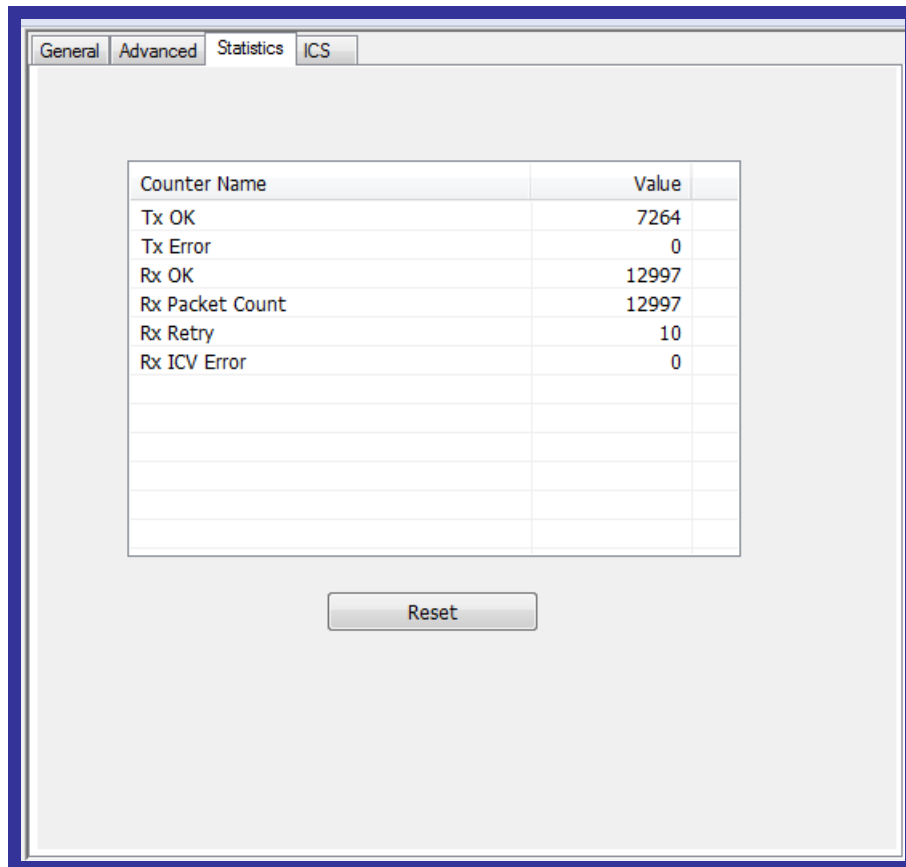 General Advanced Statistics ICS
Counter Name Value
Tx OK 7264
Tx Error 0
Rx OK 12997
Rx Packet Count 12997
Rx Retry 10
Rx ICV Error 0
Reset